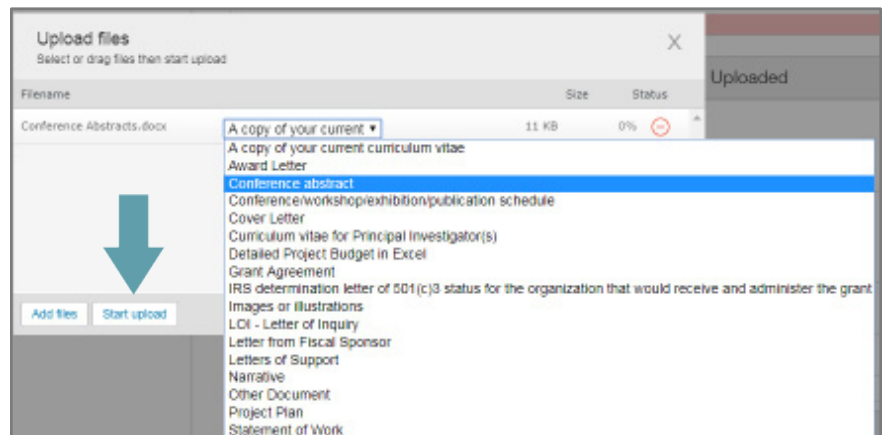 Upload files
Select or drag files then start upload
X
Uploaded
Filename Size Status
Conference Abstracts.docx A copy of your current 11 KB 0%
A copy of your current curriculum vitae
Award Letter
Conference abstract
Conference/workshop/exhibition/publication schedule
Cover Letter
Curriculum vitae for Principal Investigator(s)
Detailed Project Budget in Excel
Grant Agreement
IRS determination letter of 501(c)3 status for the organization that would receive and administer the grant
Images or illustrations
LOI - Letter of Inquiry
Letter from Fiscal Sponsor
Letters of Support
Narrative
Other Document
Project Plan
Statement of Work
Add files Start upload